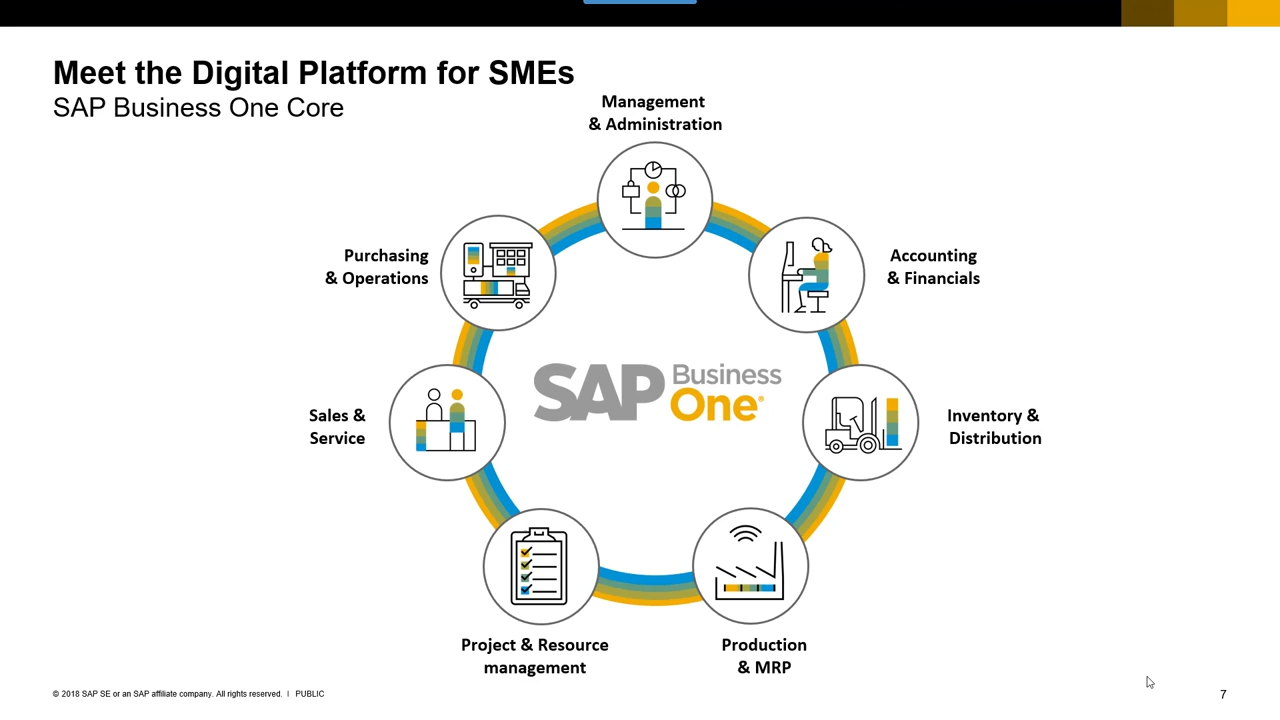 Meet the Digital Platform for SMEs
SAP Business One Core
Management
& Administration
Purchasing
& Operations
Accounting
& Financials
SAP Business
One®
Sales &
Service
Inventory &
Distribution
Project & Resource
management
Production
& MRP
© 2018 SAP SE or an SAP affiliate company. All rights reserved. | PUBLIC
7